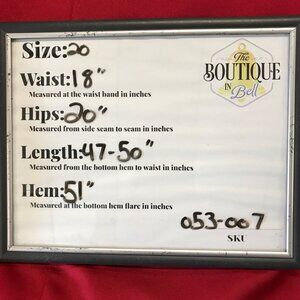 Size:20
The
BOUTIQUE
IN
Bell
Waist:18"
Measured at the waist band in inches
Hips:20"
Measured from side seam to seam in inches
Length:47-50"
Measured from the bottom hem to waist in inches
Hem:51"
Measured at the bottom hem flare in inches
053-007
SKU